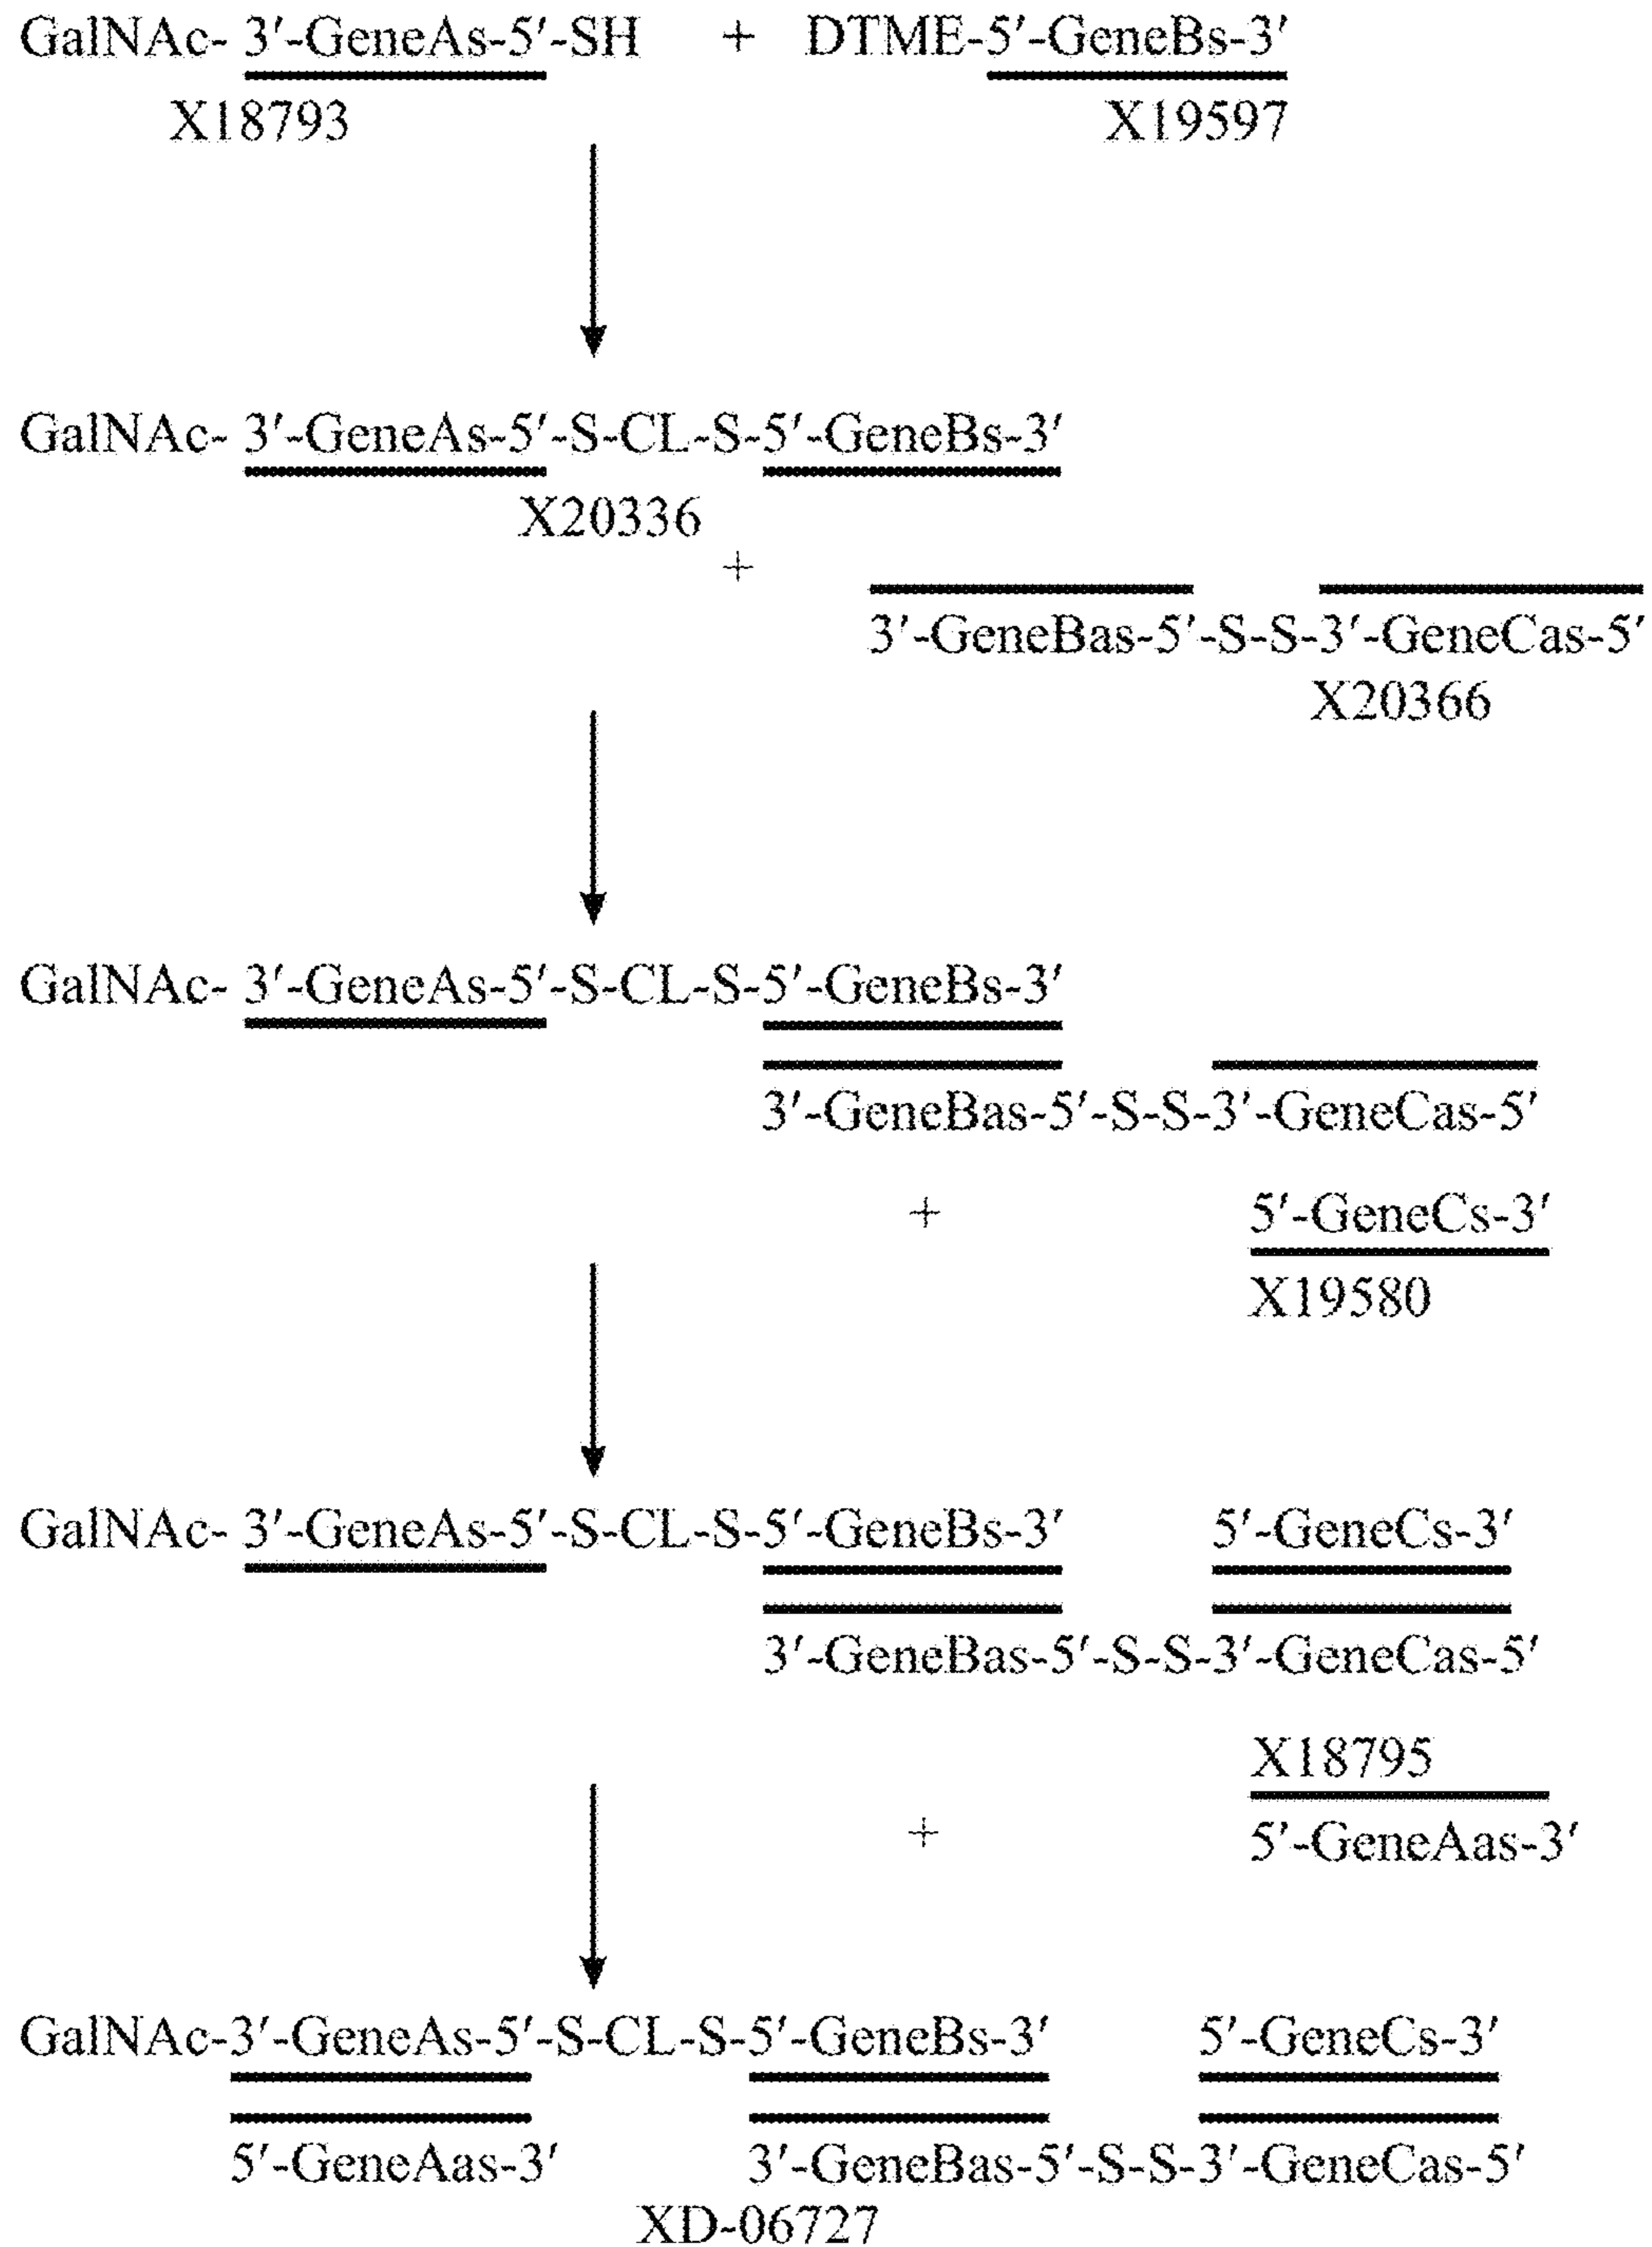 GalNAc- 3′-GeneAs-5′-SH + DTME-5′-GeneBs-3′
X18793 X19597
GalNAc- 3′-GeneAs-5′-S-CL-S-5′-GeneBs-3′
X20336
+
3′-GeneBas-5′-S-S-3′-GeneCas-5′
X20366
GalNAc- 3′-GeneAs-5′-S-CL-S-5′-GeneBs-3′
3′-GeneBas-5′-S-S-3′-GeneCas-5′
+ 5′-GeneCs-3′
X19580
GalNAc- 3′-GeneAs-5′-S-CL-S-5′-GeneBs-3′ 5′-GeneCs-3′
3′-GeneBas-5′-S-S-3′-GeneCas-5′
X18795
+ 5′-GeneAas-3′
GalNAc-3′-GeneAs-5′-S-CL-S-5′-GeneBs-3′ 5′-GeneCs-3′
5′-GeneAas-3′ 3′-GeneBas-5′-S-S-3′-GeneCas-5′
XD-06727